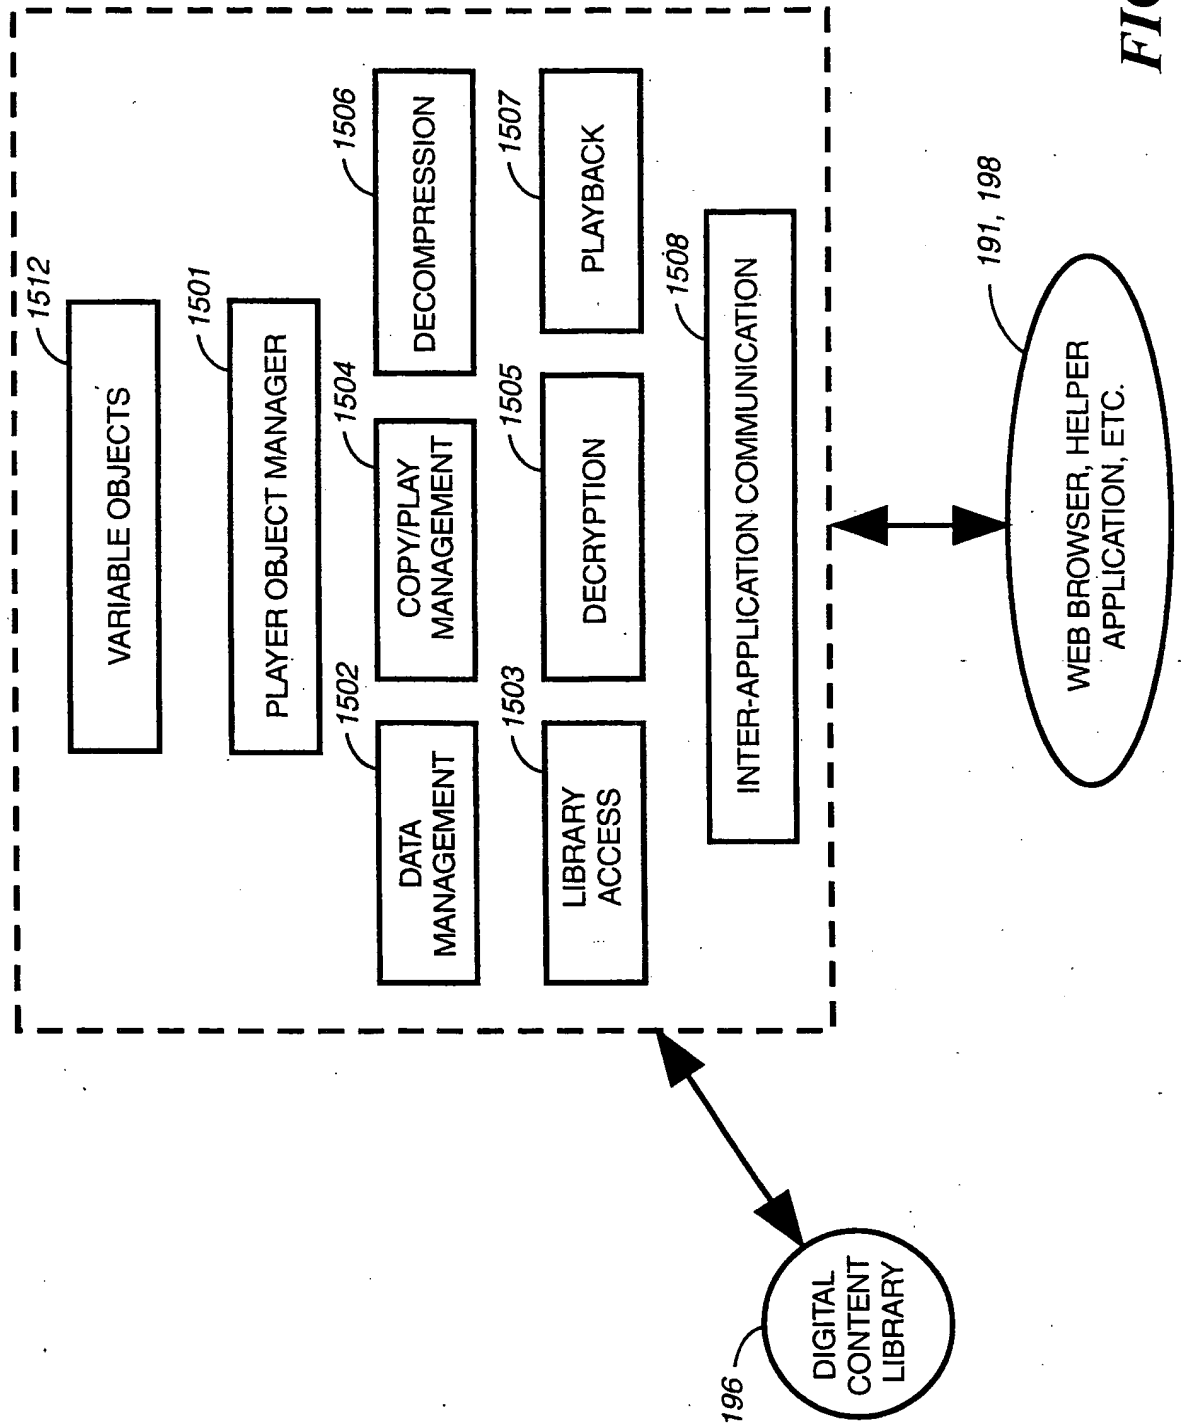 1512
VARIABLE OBJECTS
1501
PLAYER OBJECT MANAGER
1502
DATA
MANAGEMENT
1504
COPY/PLAY
MANAGEMENT
1506
DECOMPRESSION
1503
LIBRARY
ACCESS
1505
DECRYPTION
1507
PLAYBACK
1508
INTER-APPLICATION COMMUNICATION
196
DIGITAL
CONTENT
LIBRARY
191, 198
WEB BROWSER, HELPER
APPLICATION, ETC.